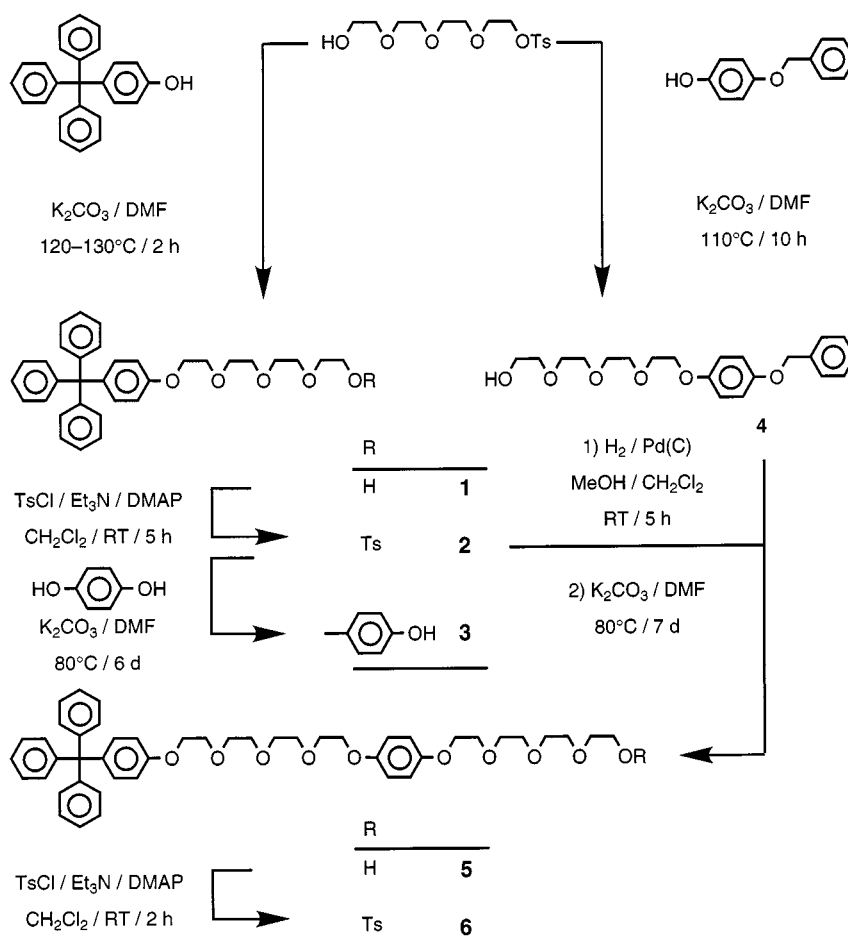 HO O O O OTs
OH
HO O
K₂CO₃ / DMF
120–130°C / 2 h
K₂CO₃ / DMF
110°C / 10 h
O O O O OR
HO O O O O O
4
R
H 1
Ts 2
OH 3
TsCl / Et₃N / DMAP
CH₂Cl₂ / RT / 5 h
HO OH
K₂CO₃ / DMF
80°C / 6 d
1) H₂ / Pd(C)
MeOH / CH₂Cl₂
RT / 5 h
2) K₂CO₃ / DMF
80°C / 7 d
O O O O O O O O O OR
R
H 5
Ts 6
TsCl / Et₃N / DMAP
CH₂Cl₂ / RT / 2 h